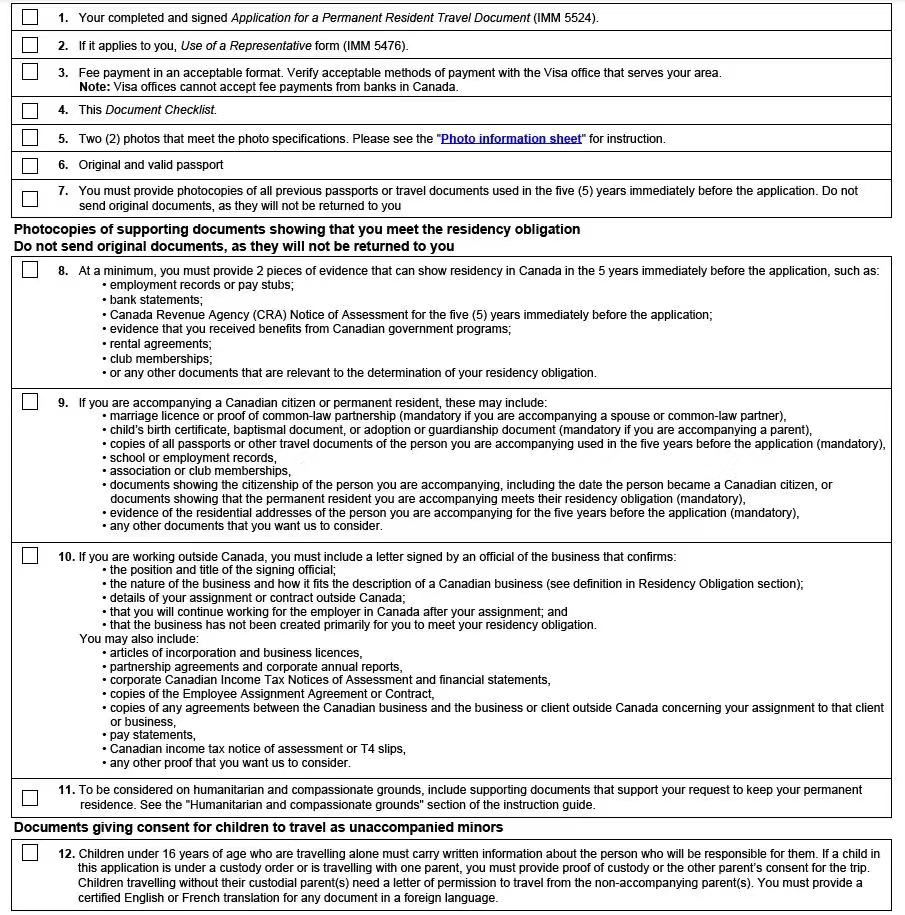 1. Your completed and signed Application for a Permanent Resident Travel Document (IMM 5524).
2. If it applies to you, Use of a Representative form (IMM 5476).
3. Fee payment in an acceptable format. Verify acceptable methods of payment with the Visa office that serves your area.
Note: Visa offices cannot accept fee payments from banks in Canada.
4. This Document Checklist.
5. Two (2) photos that meet the photo specifications. Please see the "Photo information sheet" for instruction.
6. Original and valid passport
7. You must provide photocopies of all previous passports or travel documents used in the five (5) years immediately before the application. Do not
send original documents, as they will not be returned to you
Photocopies of supporting documents showing that you meet the residency obligation
Do not send original documents, as they will not be returned to you
8. At a minimum, you must provide 2 pieces of evidence that can show residency in Canada in the 5 years immediately before the application, such as:
• employment records or pay stubs;
• bank statements;
• Canada Revenue Agency (CRA) Notice of Assessment for the five (5) years immediately before the application;
• evidence that you received benefits from Canadian government programs;
• rental agreements;
• club memberships;
• or any other documents that are relevant to the determination of your residency obligation.
9. If you are accompanying a Canadian citizen or permanent resident, these may include:
• marriage licence or proof of common-law partnership (mandatory if you are accompanying a spouse or common-law partner),
• child's birth certificate, baptismal document, or adoption or guardianship document (mandatory if you are accompanying a parent),
• copies of all passports or other travel documents of the person you are accompanying used in the five years before the application (mandatory),
• school or employment records,
• association or club memberships,
• documents showing the citizenship of the person you are accompanying, including the date the person became a Canadian citizen, or
documents showing that the permanent resident you are accompanying meets their residency obligation (mandatory),
• evidence of the residential addresses of the person you are accompanying for the five years before the application (mandatory),
• any other documents that you want us to consider.
10. If you are working outside Canada, you must include a letter signed by an official of the business that confirms:
• the position and title of the signing official;
• the nature of the business and how it fits the description of a Canadian business (see definition in Residency Obligation section);
• details of your assignment or contract outside Canada;
• that you will continue working for the employer in Canada after your assignment; and
• that the business has not been created primarily for you to meet your residency obligation.
You may also include:
• articles of incorporation and business licences,
• partnership agreements and corporate annual reports,
• corporate Canadian Income Tax Notices of Assessment and financial statements,
• copies of the Employee Assignment Agreement or Contract,
• copies of any agreements between the Canadian business and the business or client outside Canada concerning your assignment to that client
or business,
• pay statements,
• Canadian income tax notice of assessment or T4 slips,
• any other proof that you want us to consider.
11. To be considered on humanitarian and compassionate grounds, include supporting documents that support your request to keep your permanent
residence. See the "Humanitarian and compassionate grounds" section of the instruction guide.
Documents giving consent for children to travel as unaccompanied minors
12. Children under 16 years of age who are travelling alone must carry written information about the person who will be responsible for them. If a child in
this application is under a custody order or is travelling with one parent, you must provide proof of custody or the other parent's consent for the trip.
Children travelling without their custodial parent(s) need a letter of permission to travel from the non-accompanying parent(s). You must provide a
certified English or French translation for any document in a foreign language.